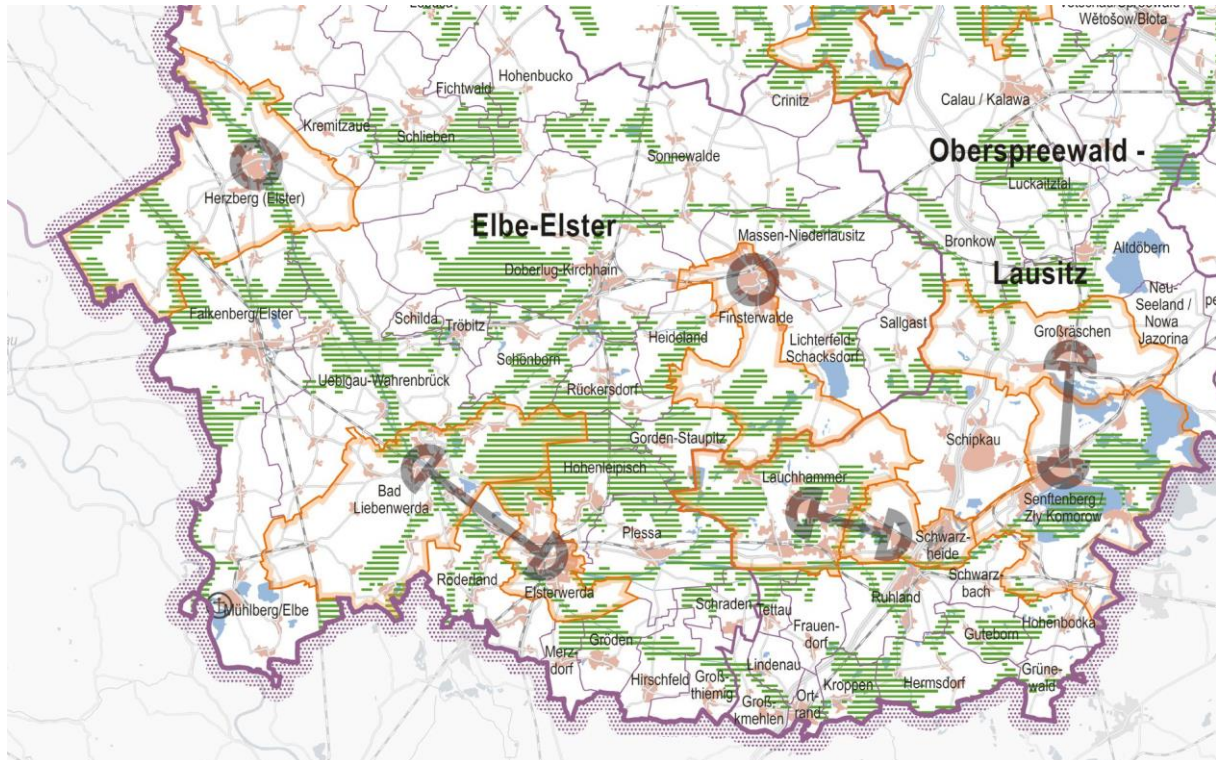 Wětošow/Błota
Hohenbucko
Fichtwald
Crinitz
Calau / Kalawa
Kremitzaue
Schlieben
Sonnewalde
Oberspreewald -
Luckaitztal
Herzberg (Elster)
Elbe-Elster
Massen-Niederlausitz
Bronkow
Altdöbern
Doberlug-Kirchhain
Lausitz
Neu-
Seeland /
Nowa
Jazorina
Falkenberg/Elster
Schilda
Tröbitz
Finsterwalde
Sallgast
Großräschen
Heideland
Lichterfeld-
Schacksdorf
Schönborn
Uebigau-Wahrenbrück
Rückersdorf
Gorden-Staupitz
Schipkau
Hohenleipisch
Lauchhammer
Bad
Liebenwerda
Senftenberg /
Zły Komorow
Plessa
Schwarz-
heide
Röderland
Elsterwerda
Schwarz-
bach
Mühlberg/Elbe
Schraden
Tettau
Ruhland
Frauen-
dorf
Hohenbocka
Guteborn
Gröden
Merz-
dorf
Lindenau
Grüne-
wald
Hirschfeld
Groß-
thiemig
Kroppen
Hermsdorf
Groß-
kmehlen
Ort-
rand